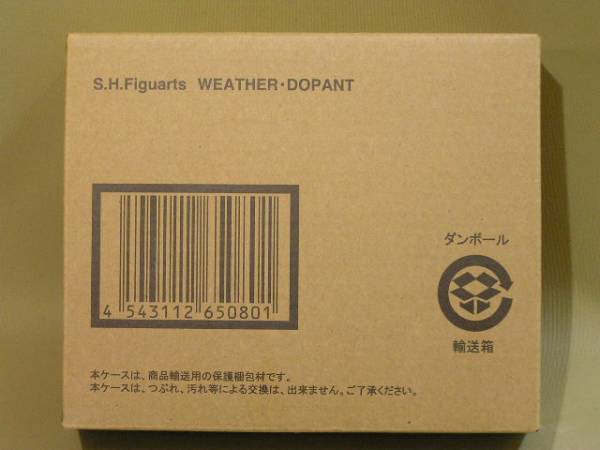 S.H.Figuarts WEATHER・DOPANT
4 543112 650801
ダンボール
輸送箱
本ケースは、商品輸送用の保護梱包材です。
本ケースは、つぶれ、汚れ等による交換は、出来ません。ご了承ください。